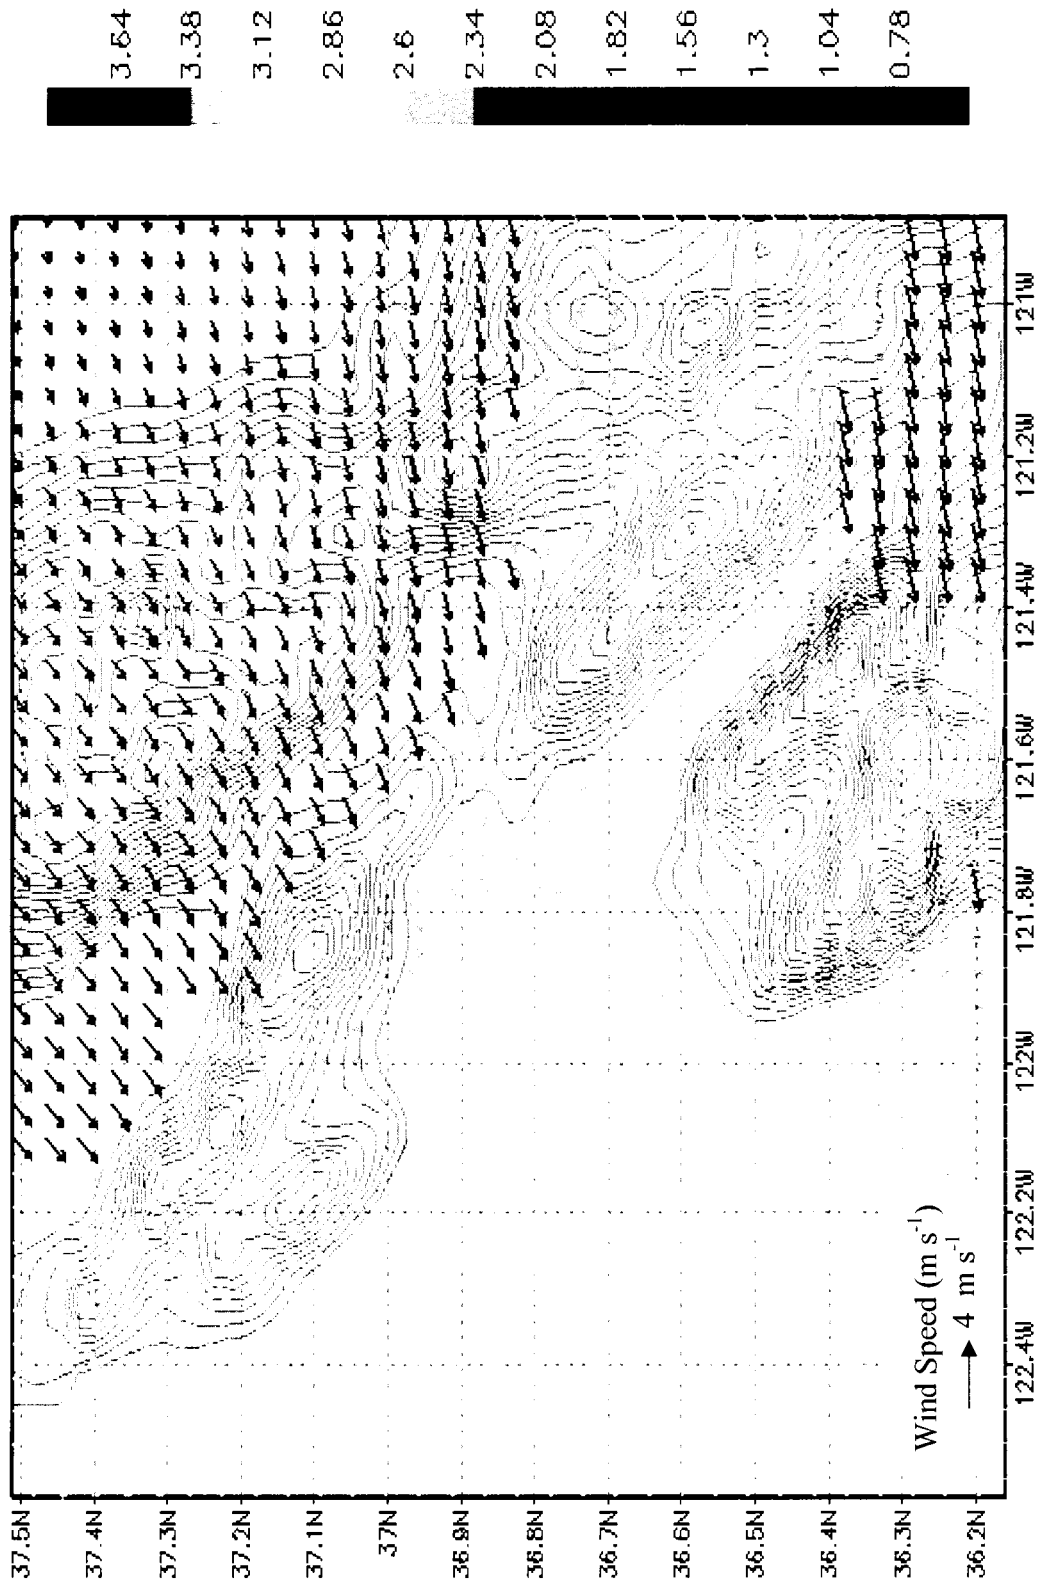 3.64
3.38
3.12
2.86
2.6
2.34
2.08
1.82
1.56
1.3
1.04
0.78
37.5N
37.4N
37.3N
37.2N
37.1N
37N
36.9N
36.8N
36.7N
36.6N
36.5N
36.4N
36.3N
36.2N
122.4W
122.2W
122W
121.8W
121.6W
121.4W
121.2W
121W
Wind Speed (m s⁻¹)
4 m s⁻¹